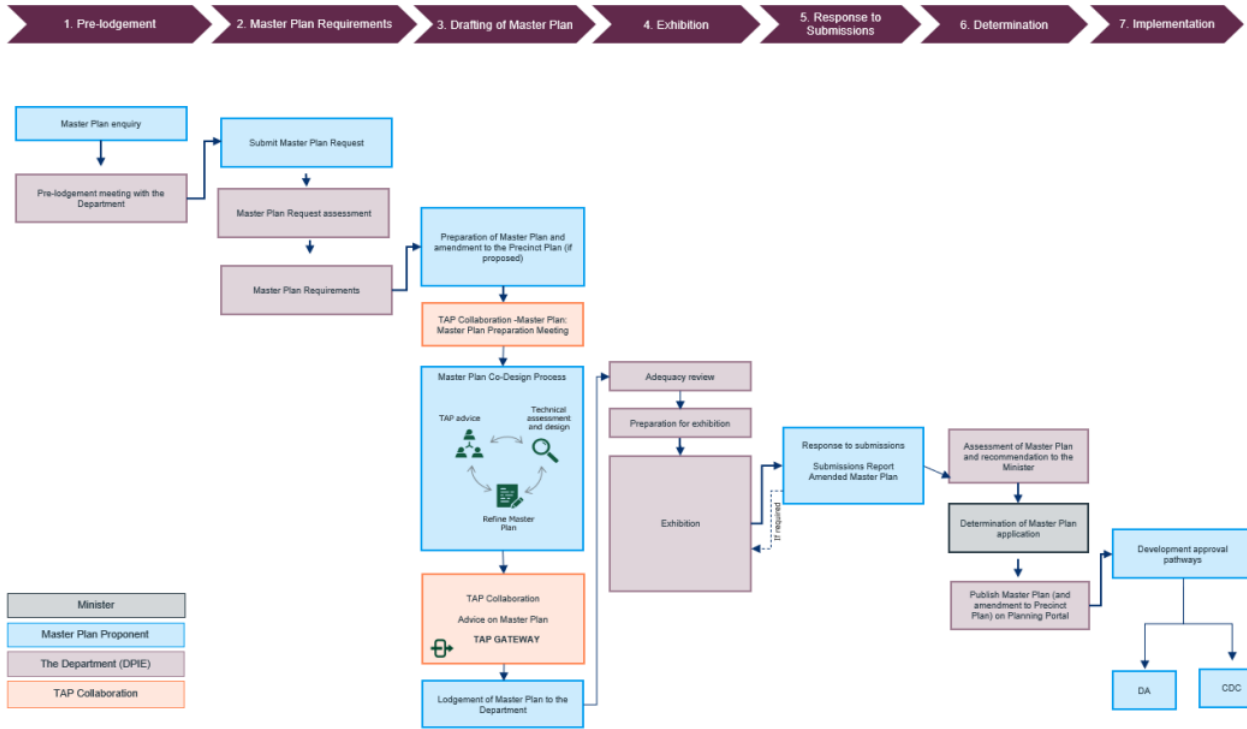 1. Pre-lodgement
2. Master Plan Requirements
3. Drafting of Master Plan
4. Exhibition
5. Response to
Submissions
6. Determination
7. Implementation
Master Plan enquiry
Pre-lodgement meeting with the
Department
Submit Master Plan Request
Master Plan Request assessment
Master Plan Requirements
Preparation of Master Plan and
amendment to the Precinct Plan (if
proposed)
TAP Collaboration -Master Plan:
Master Plan Preparation Meeting
Master Plan Co-Design Process
TAP advice
Technical
assessment
and design
Refine Master
Plan
TAP Collaboration
Advice on Master Plan
TAP GATEWAY
Lodgement of Master Plan to the
Department
Adequacy review
Preparation for exhibition
Exhibition
Response to submissions
Submissions Report
Amended Master Plan
If required
Assessment of Master Plan
and recommendation to the
Minister
Determination of Master Plan
application
Publish Master Plan (and
amendment to Precinct
Plan) on Planning Portal
Development approval
pathways
DA
CDC
Minister
Master Plan Proponent
The Department (DPIE)
TAP Collaboration